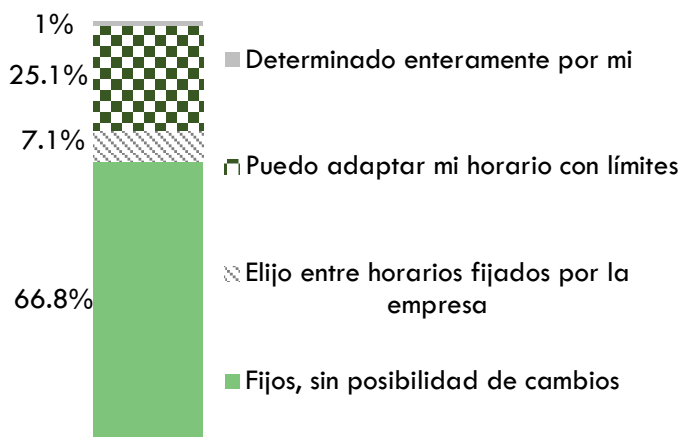 1%
25.1%
7.1%
66.8%
Determinado enteramente por mi
Puedo adaptar mi horario con límites
Elijo entre horarios fijados por la
empresa
Fijos, sin posibilidad de cambios